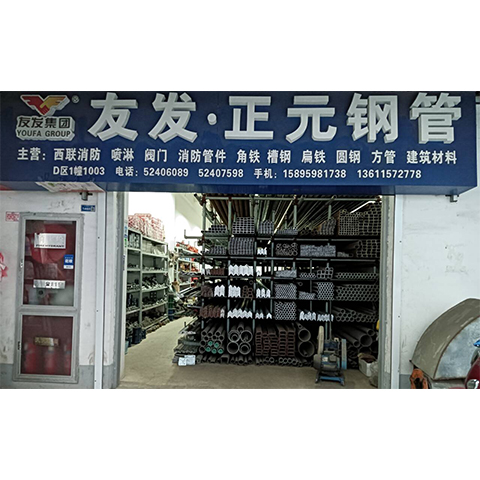 友发集团
YOUFA GROUP
友发·正元钢管
主营：西联消防 喷淋 阀门 消防管件 角铁 槽钢 扁铁 圆钢 方管 建筑材料
D区1幢1003 电话：52406089 52407598 手机：15895981738 13611572778